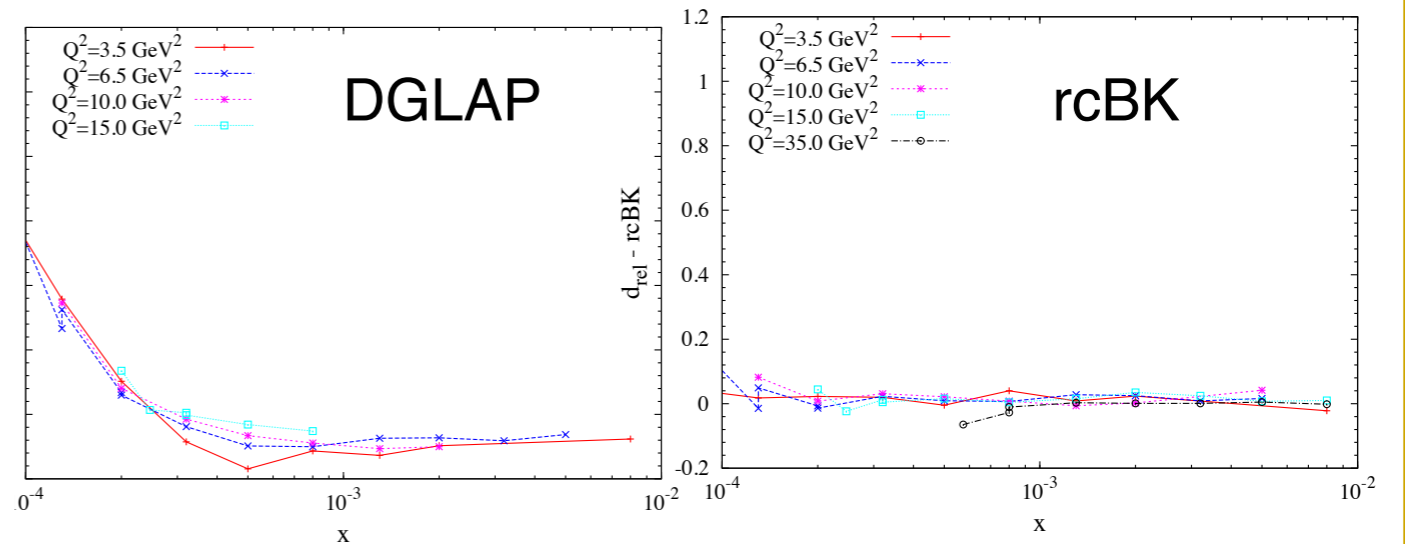 Q²=3.5 GeV²
Q²=6.5 GeV²
Q²=10.0 GeV²
Q²=15.0 GeV²
DGLAP
.0⁻⁴
10⁻³
10⁻²
x
d_rel - rcBK
1.2
1
0.8
0.6
0.4
0.2
0
-0.2
Q²=3.5 GeV²
Q²=6.5 GeV²
Q²=10.0 GeV²
Q²=15.0 GeV²
Q²=35.0 GeV²
rcBK
10⁻⁴
10⁻³
10⁻²
x